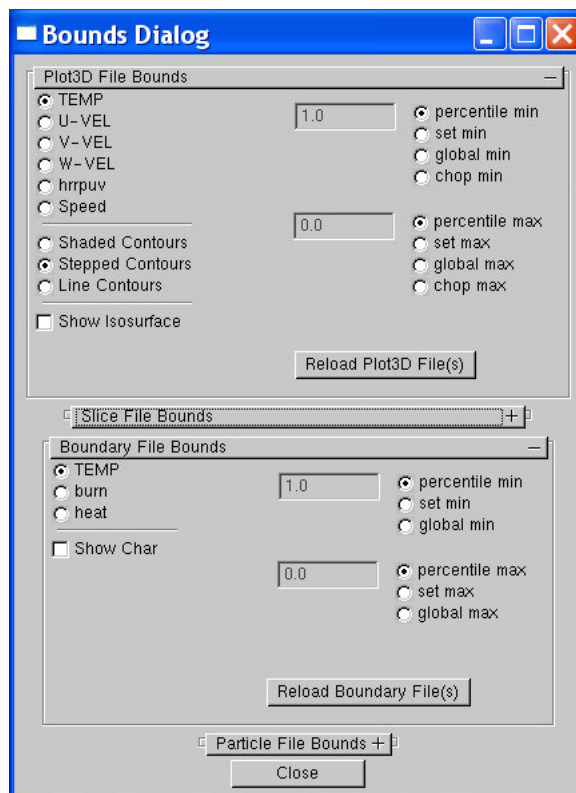 Bounds Dialog
Plot3D File Bounds
TEMP
U-VEL
V-VEL
W-VEL
hrrpuv
Speed
1.0
percentile min
set min
global min
chop min
0.0
percentile max
set max
global max
chop max
Shaded Contours
Stepped Contours
Line Contours
Show Isosurface
Reload Plot3D File(s)
Slice File Bounds +
Boundary File Bounds
TEMP
burn
heat
1.0
percentile min
set min
global min
Show Char
0.0
percentile max
set max
global max
Reload Boundary File(s)
Particle File Bounds +
Close